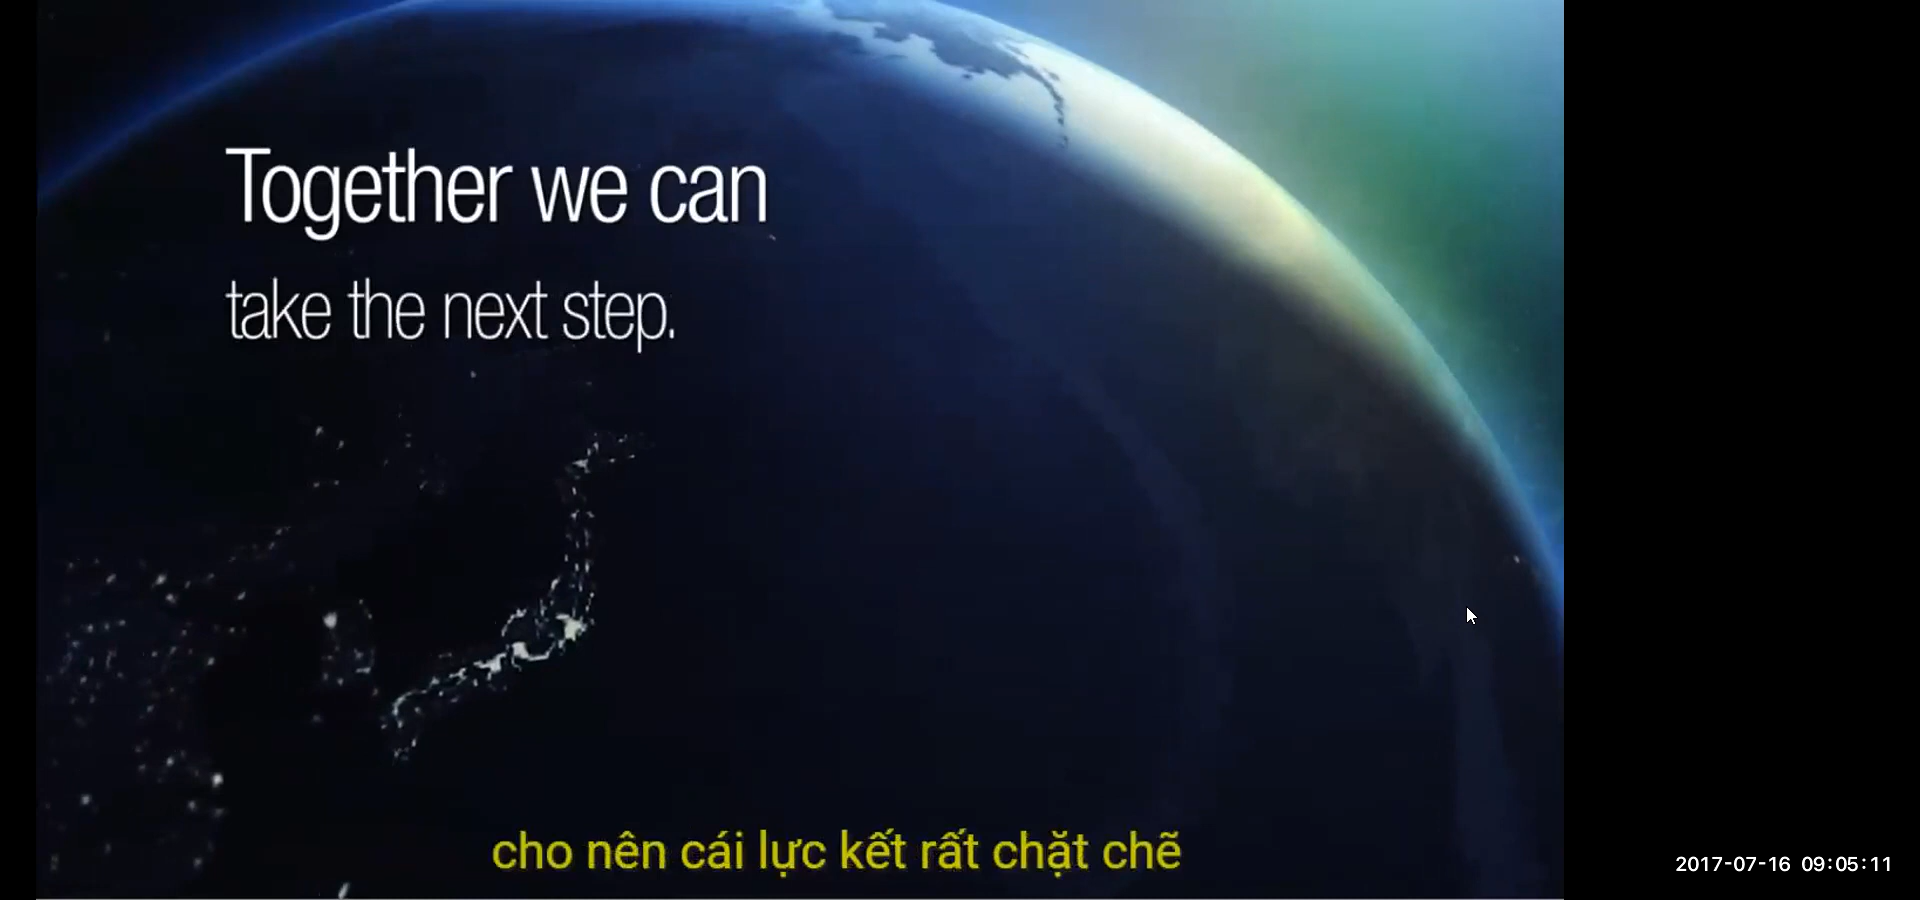 Together we can
take the next step.
cho nên cái lực kết rất chặt chẽ
2017-07-16 09:05:11